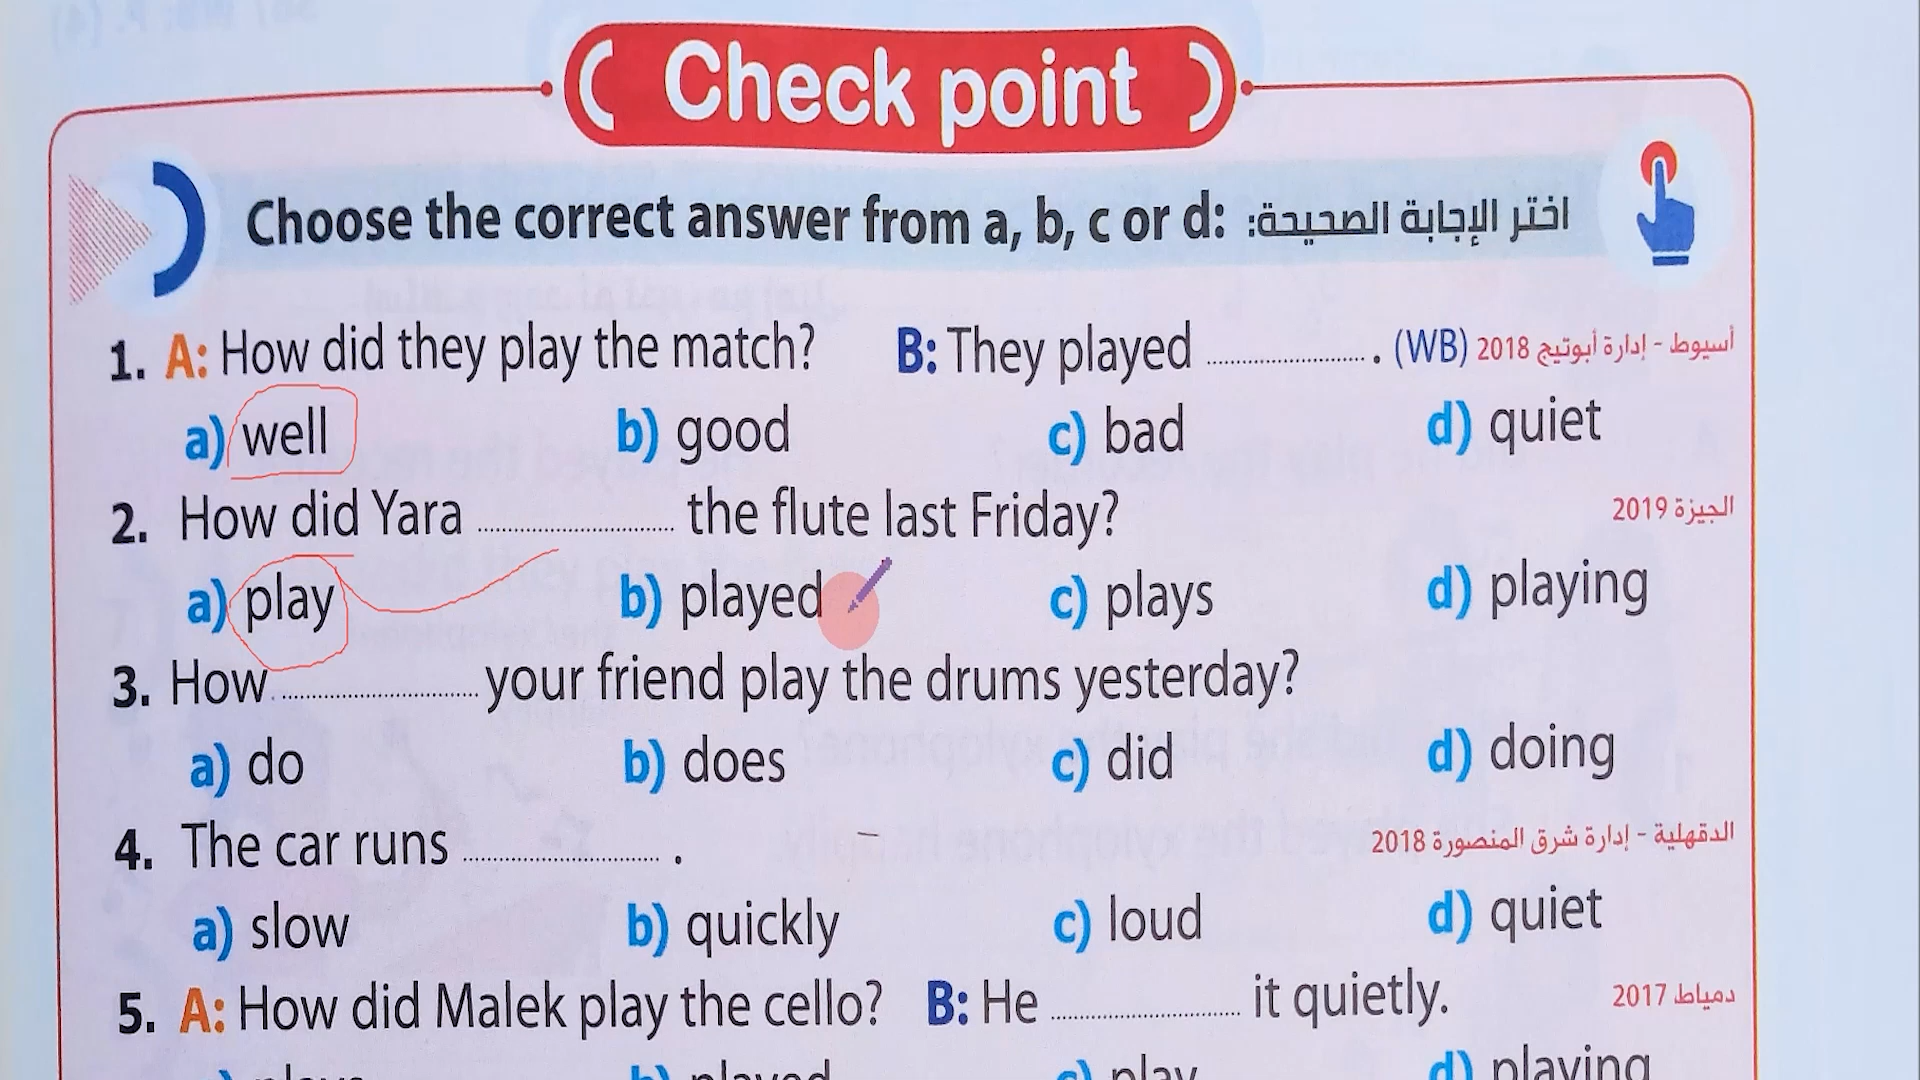 Check point
Choose the correct answer from a, b, c or d: اختر الإجابة الصحيحة:
1. A: How did they play the match? B: They played .................... . (WB) أسيوط - إدارة أبوتيج 2018
a) well b) good c) bad d) quiet
2. How did Yara .................... the flute last Friday? الجيزة 2019
a) play b) played c) plays d) playing
3. How .................... your friend play the drums yesterday?
a) do b) does c) did d) doing
4. The car runs .................... . الدقهلية - إدارة شرق المنصورة 2018
a) slow b) quickly c) loud d) quiet
5. A: How did Malek play the cello? B: He .................... it quietly. دمياط 2017
plays b) played c) play d) playing